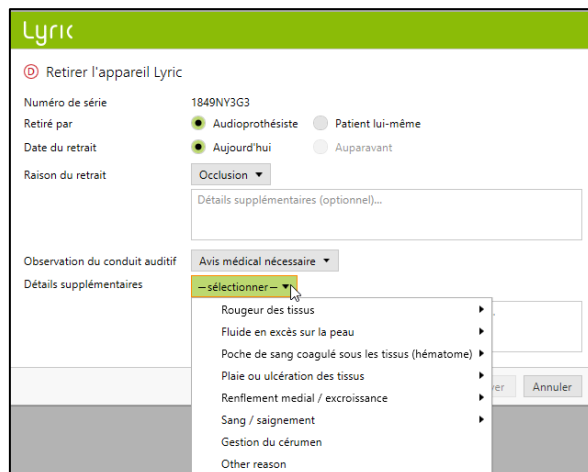 Lyric
D Retirer l'appareil Lyric
Numéro de série 1849NY3G3
Retiré par Audioprothésiste Patient lui-même
Date du retrait Aujourd'hui Auparavant
Raison du retrait Occlusion
Détails supplémentaires (optionnel)...
Observation du conduit auditif Avis médical nécessaire
Détails supplémentaires —sélectionner—
Rougeur des tissus
Fluide en excès sur la peau
Poche de sang coagulé sous les tissus (hématome)
Plaie ou ulcération des tissus
Renflement medial / excroissance
Annuler
Sang / saignement
Gestion du cérumen
Other reason